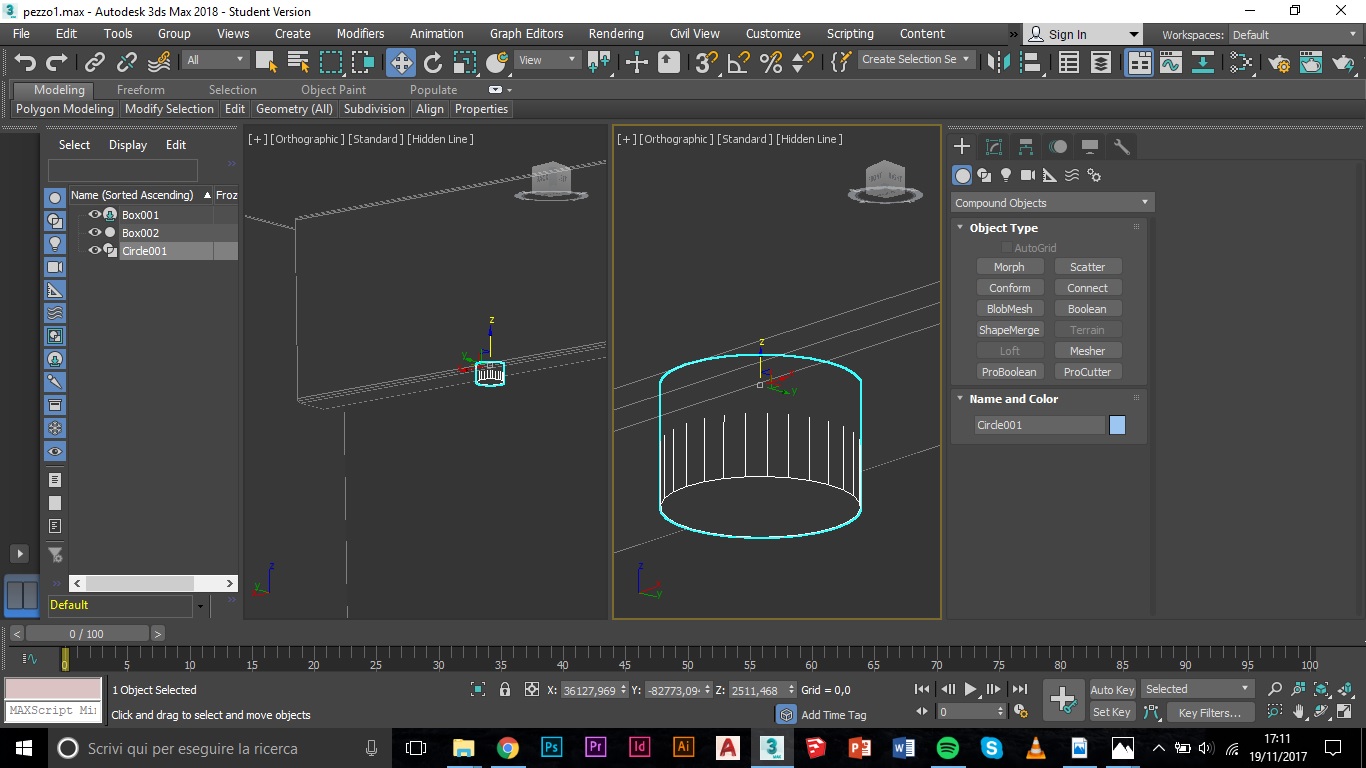 pezzo1.max - Autodesk 3ds Max 2018 - Student Version
File Edit Tools Group Views Create Modifiers Animation Graph Editors Rendering Civil View Customize Scripting Content » Sign In Workspaces: Default
All View Create Selection Se
Modeling Freeform Selection Object Paint Populate
Polygon Modeling Modify Selection Edit Geometry (All) Subdivision Align Properties
Select Display Edit
Name (Sorted Ascending) Froz
Box001
Box002
Circle001
Default
[+] [Orthographic ] [Standard ] [Hidden Line ]
z
y
z
y
[+] [Orthographic ] [Standard ] [Hidden Line ]
z
y
z
y
Compound Objects
Object Type
AutoGrid
Morph Scatter
Conform Connect
BlobMesh Boolean
ShapeMerge Terrain
Loft Mesher
ProBoolean ProCutter
Name and Color
Circle001
< 0 / 100 >
0 5 10 15 20 25 30 35 40 45 50 55 60 65 70 75 80 85 90 95 100
1 Object Selected X: 36127,969 Y: -82773,09 Z: 2511,468 Grid = 0,0 Auto Key Selected
MAXScript Mi Click and drag to select and move objects Add Time Tag 0 Set Key Key Filters...
Scrivi qui per eseguire la ricerca
Ps Pr Id Ai A 3 MAX P W S
17:11
19/11/2017